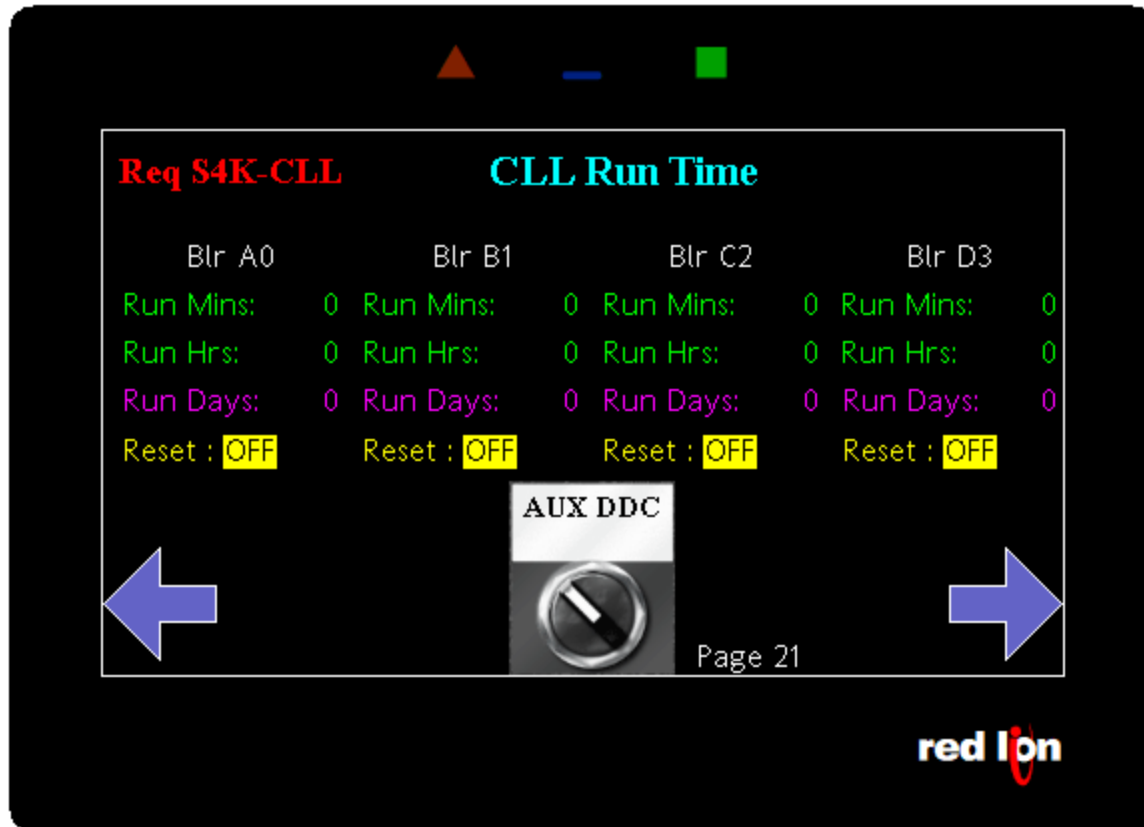 Req S4K-CLL CLL Run Time
Blr A0 Blr B1 Blr C2 Blr D3
Run Mins: 0 Run Mins: 0 Run Mins: 0 Run Mins: 0
Run Hrs: 0 Run Hrs: 0 Run Hrs: 0 Run Hrs: 0
Run Days: 0 Run Days: 0 Run Days: 0 Run Days: 0
Reset : OFF Reset : OFF Reset : OFF Reset : OFF
AUX DDC
Page 21
red lion